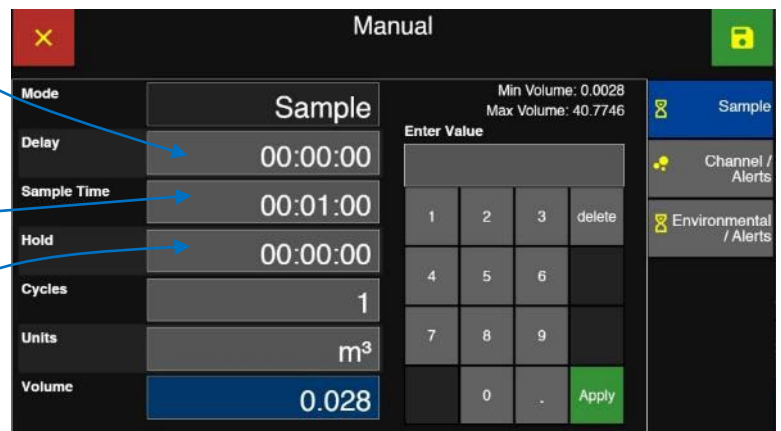 Manual
Mode
Sample
Delay
00:00:00
Sample Time
00:01:00
Hold
00:00:00
Cycles
1
Units
m³
Volume
0.028
Min Volume: 0.0028
Max Volume: 40.7746
Enter Value
1 2 3 delete
4 5 6
7 8 9
0 . Apply
Sample
Channel /
Alerts
Environmental
/ Alerts